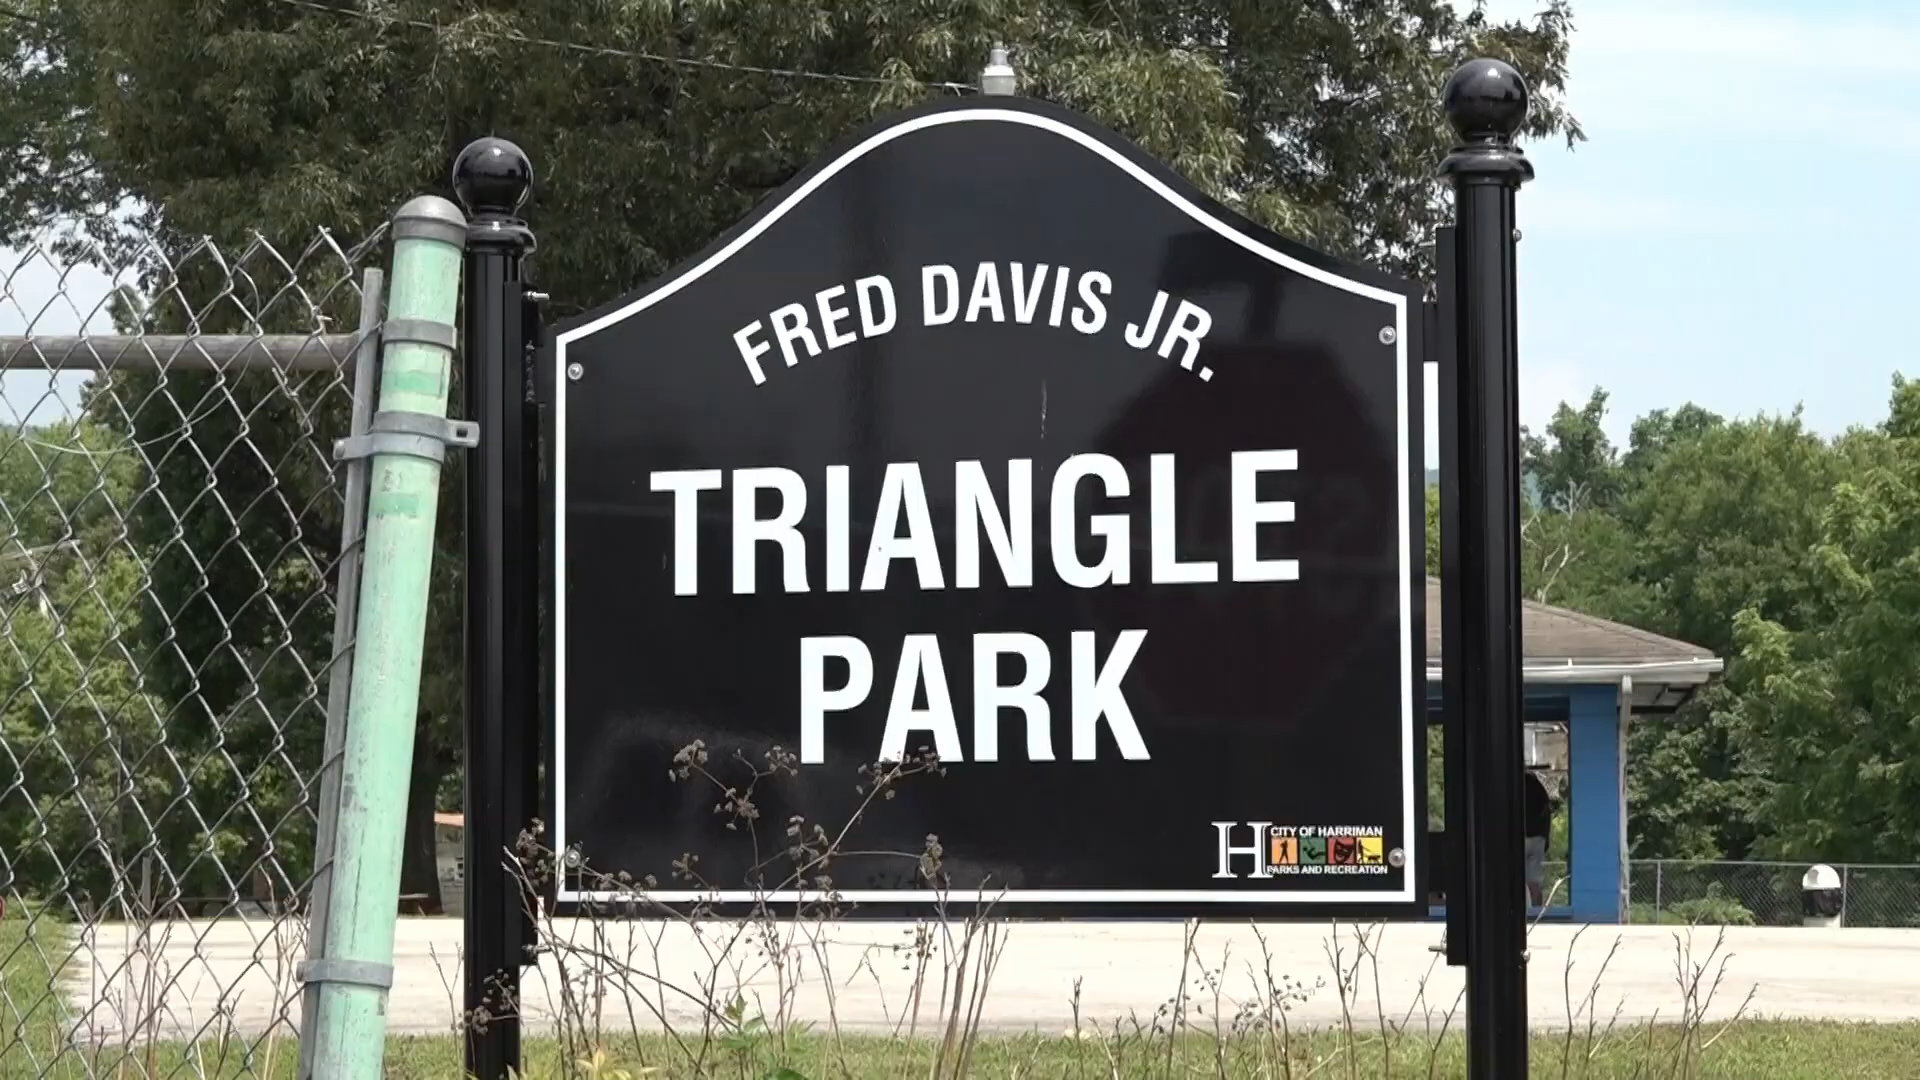 FRED DAVIS JR.
TRIANGLE
PARK
H
CITY OF HARRIMAN
PARKS AND RECREATION